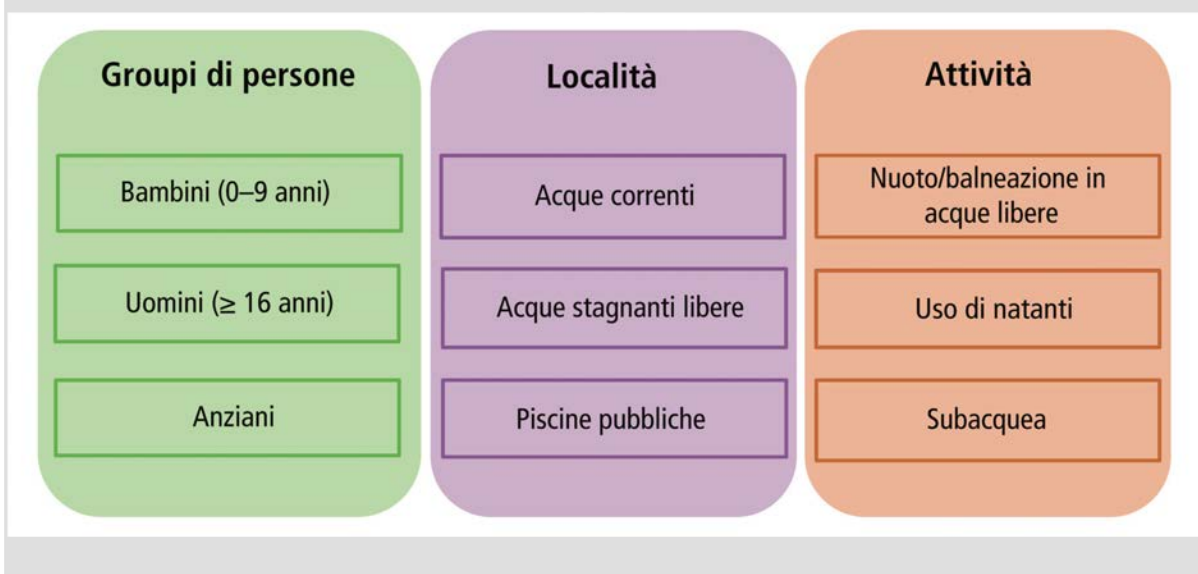 Groupi di persone
Bambini (0–9 anni)
Uomini (≥ 16 anni)
Anziani
Località
Acque correnti
Acque stagnanti libere
Piscine pubbliche
Attività
Nuoto/balneazione in
acque libere
Uso di natanti
Subacquea